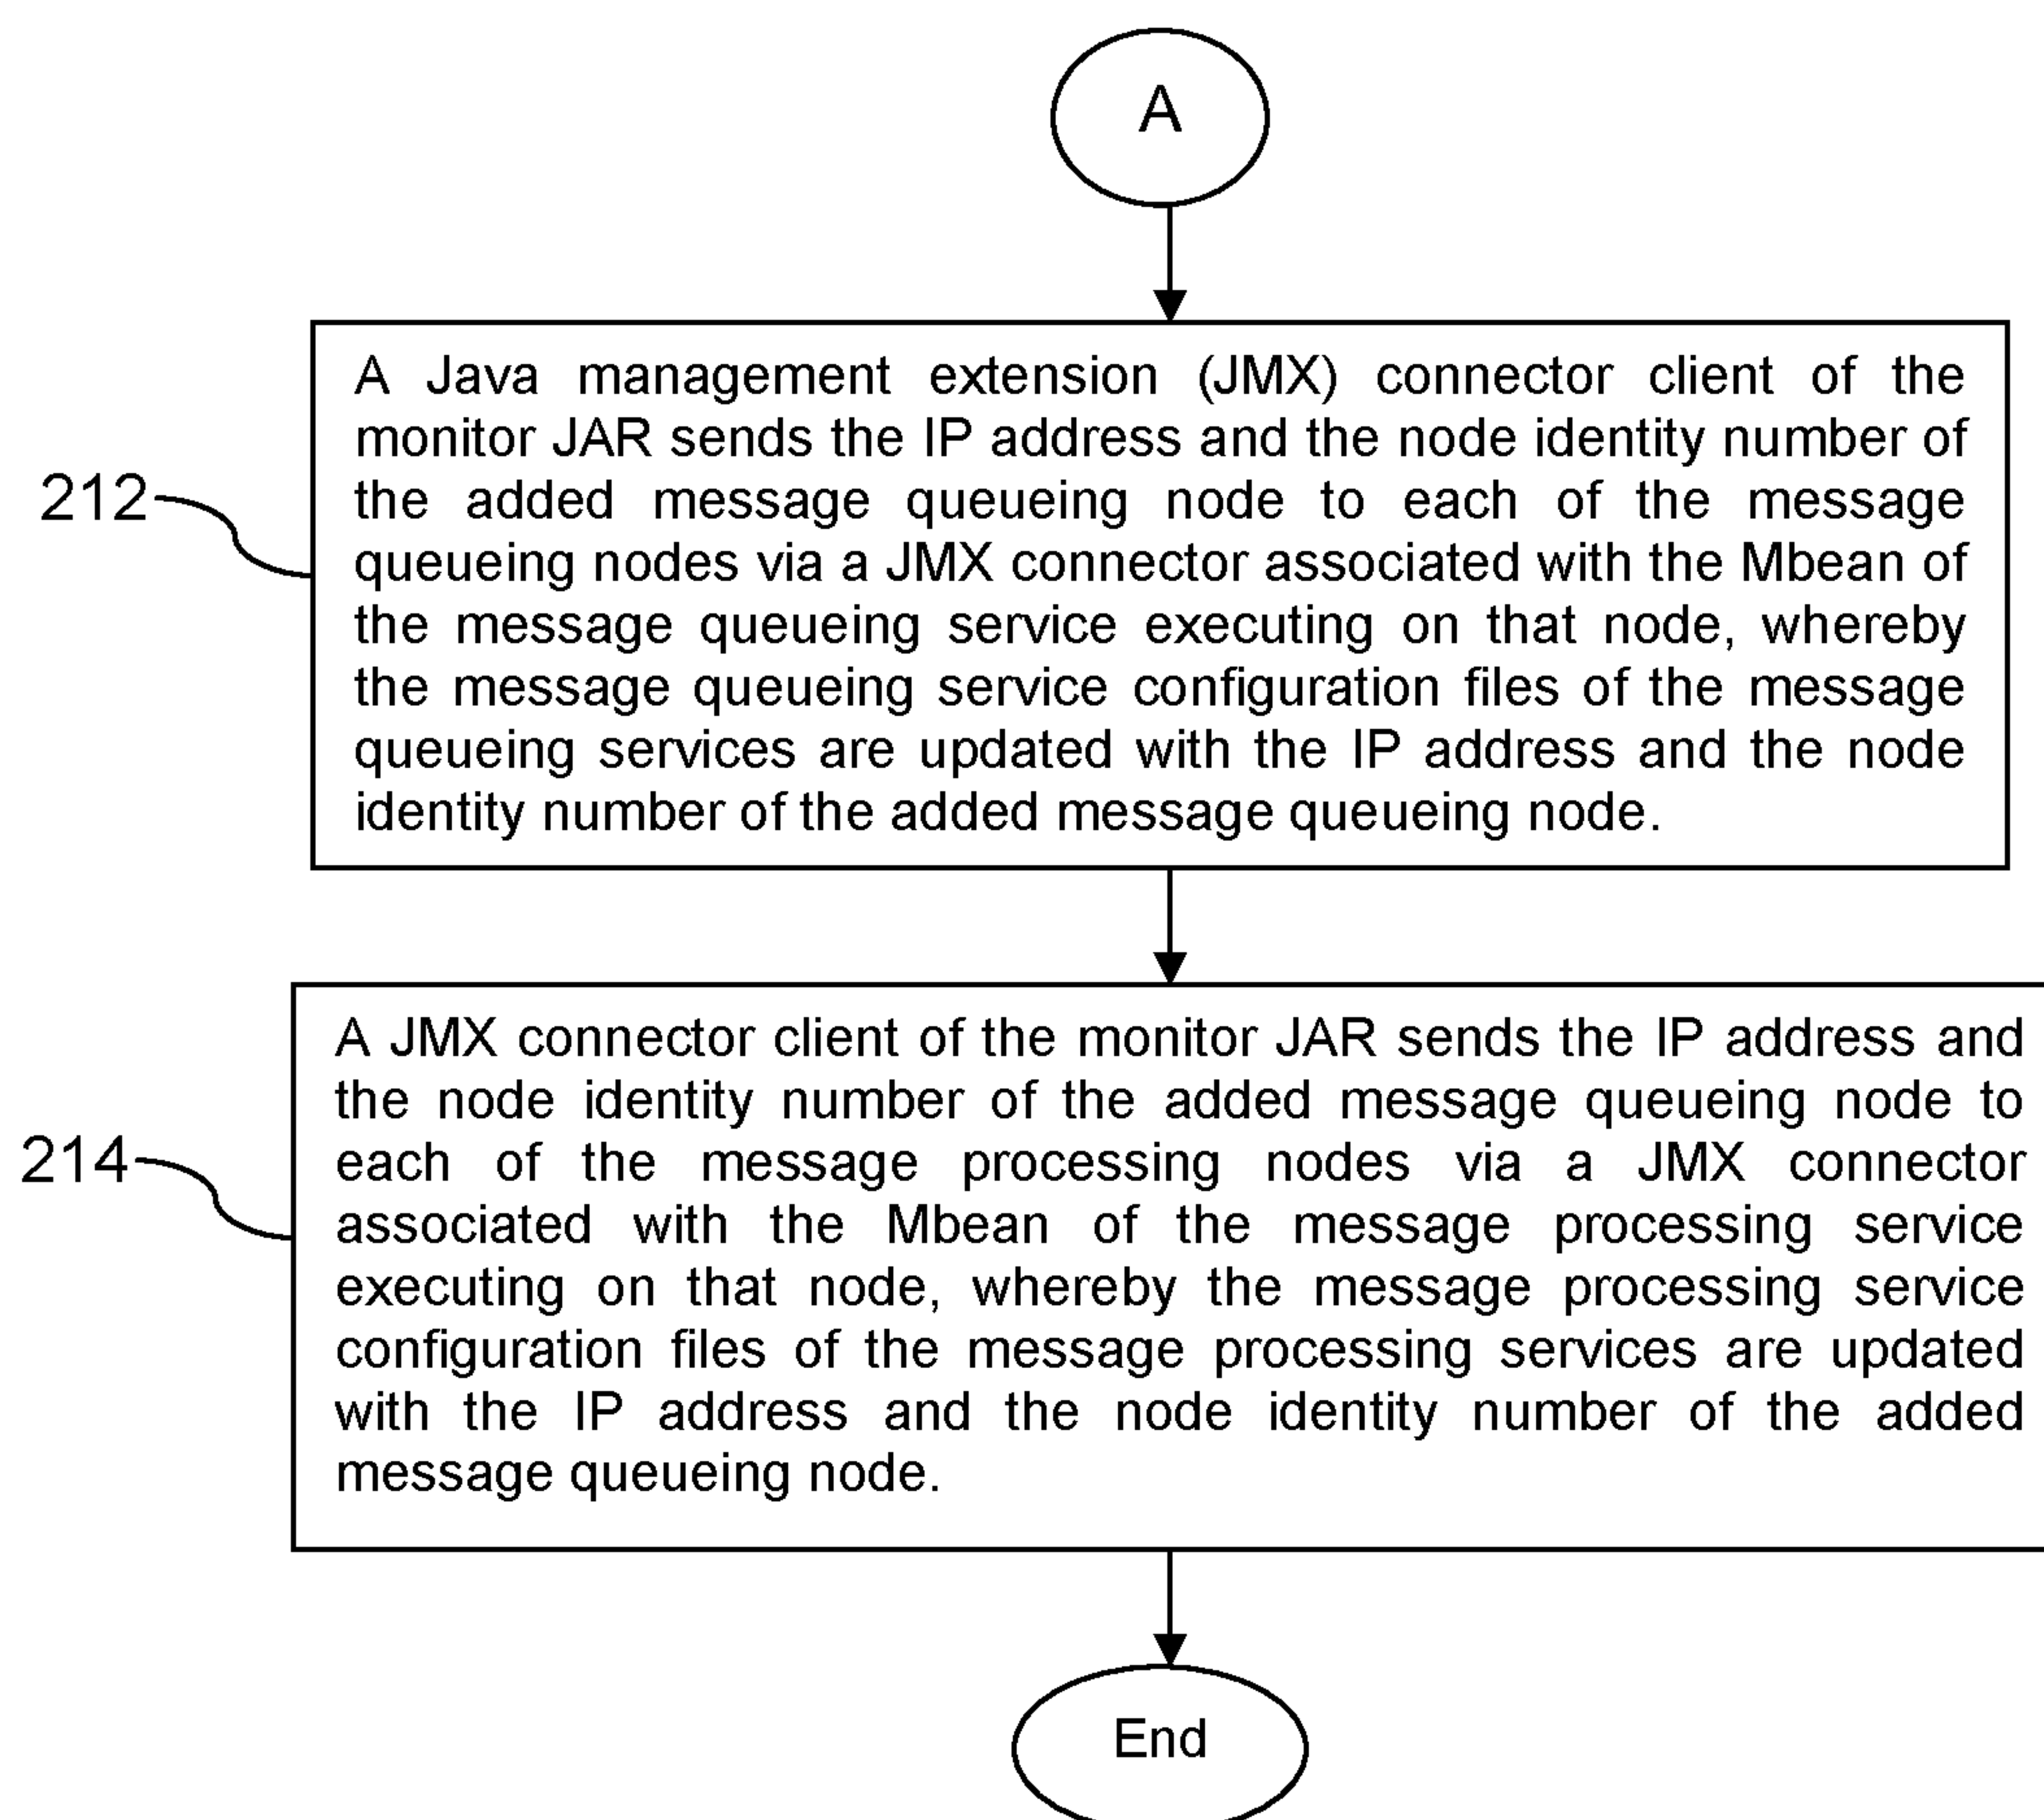 A
A Java management extension (JMX) connector client of the
monitor JAR sends the IP address and the node identity number of
the added message queueing node to each of the message
queueing nodes via a JMX connector associated with the Mbean of
the message queueing service executing on that node, whereby
the message queueing service configuration files of the message
queueing services are updated with the IP address and the node
identity number of the added message queueing node.
212
A JMX connector client of the monitor JAR sends the IP address and
the node identity number of the added message queueing node to
each of the message processing nodes via a JMX connector
associated with the Mbean of the message processing service
executing on that node, whereby the message processing service
configuration files of the message processing services are updated
with the IP address and the node identity number of the added
message queueing node.
214
End